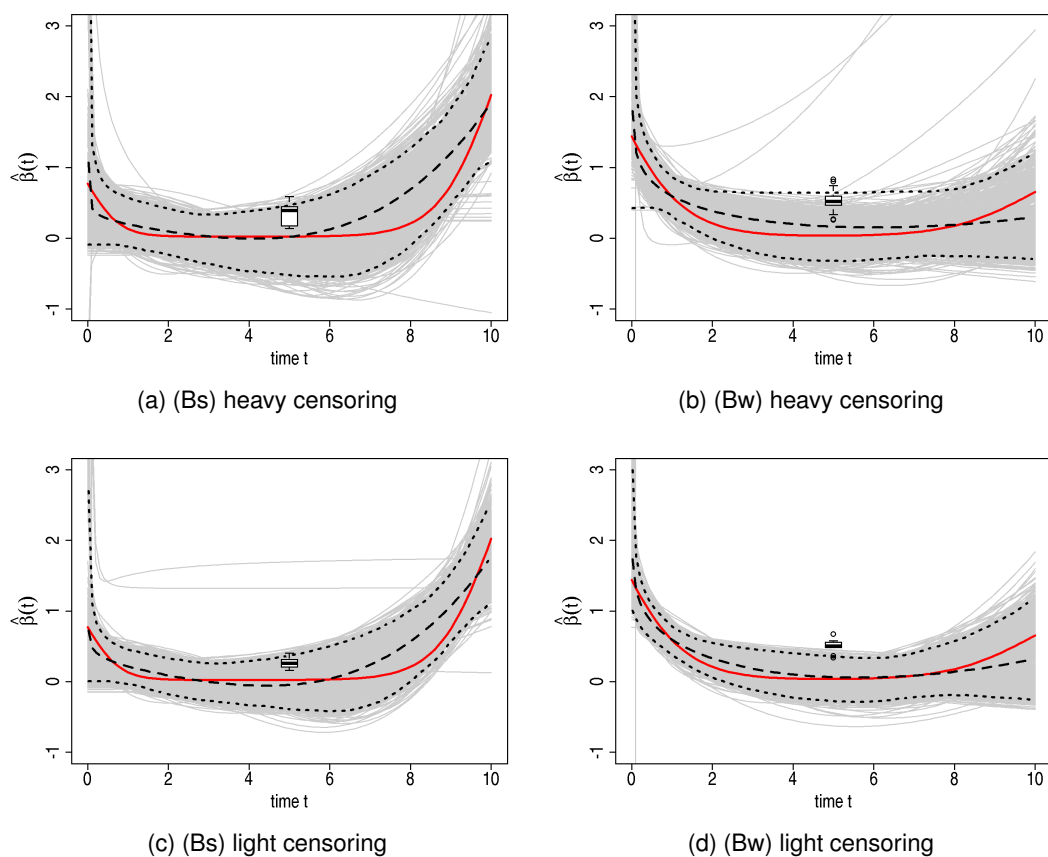 3
2
1
0
-1
β̂(t)
0 2 4 6 8 10
time t
(a) (Bs) heavy censoring
3
2
1
0
-1
β̂(t)
0 2 4 6 8 10
time t
(b) (Bw) heavy censoring
3
2
1
0
-1
β̂(t)
0 2 4 6 8 10
time t
(c) (Bs) light censoring
3
2
1
0
-1
β̂(t)
0 2 4 6 8 10
time t
(d) (Bw) light censoring